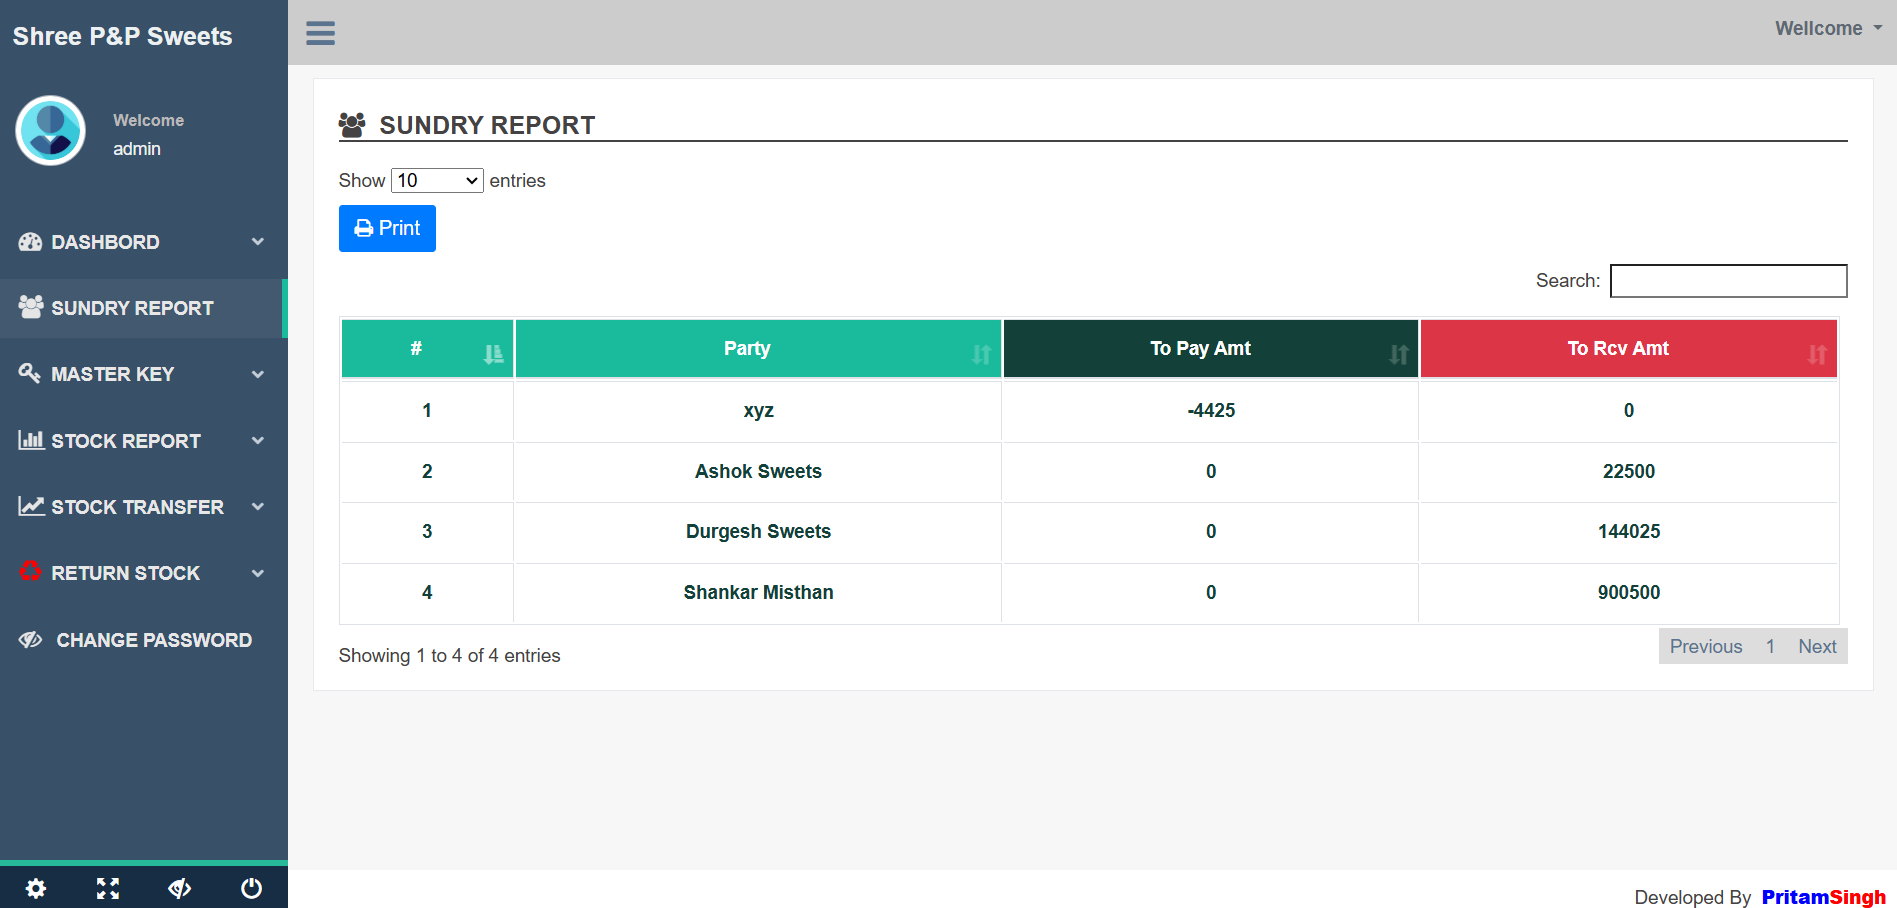 Shree P&P Sweets
Wellcome
Welcome
admin
DASHBORD
SUNDRY REPORT
MASTER KEY
STOCK REPORT
STOCK TRANSFER
RETURN STOCK
CHANGE PASSWORD
SUNDRY REPORT
Show 10 entries
Print
Search:
# Party To Pay Amt To Rcv Amt
1 xyz -4425 0
2 Ashok Sweets 0 22500
3 Durgesh Sweets 0 144025
4 Shankar Misthan 0 900500
Showing 1 to 4 of 4 entries
Previous 1 Next
Developed By PritamSingh